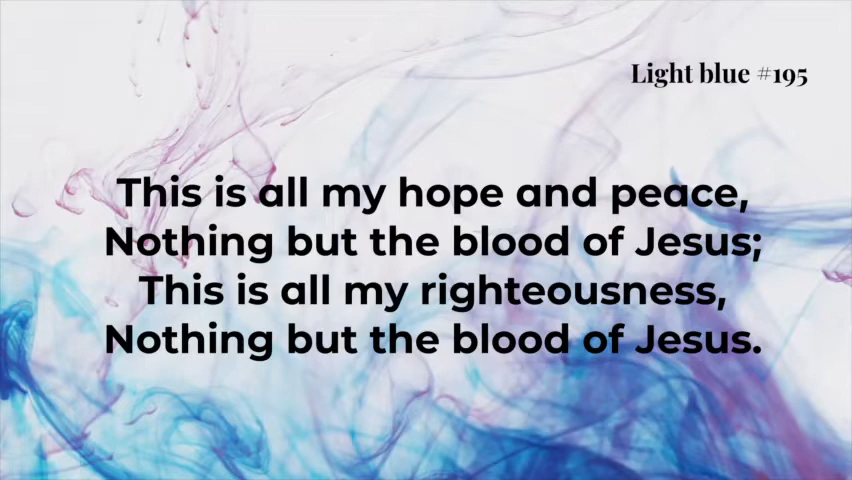 Light blue #195
This is all my hope and peace,
Nothing but the blood of Jesus;
This is all my righteousness,
Nothing but the blood of Jesus.